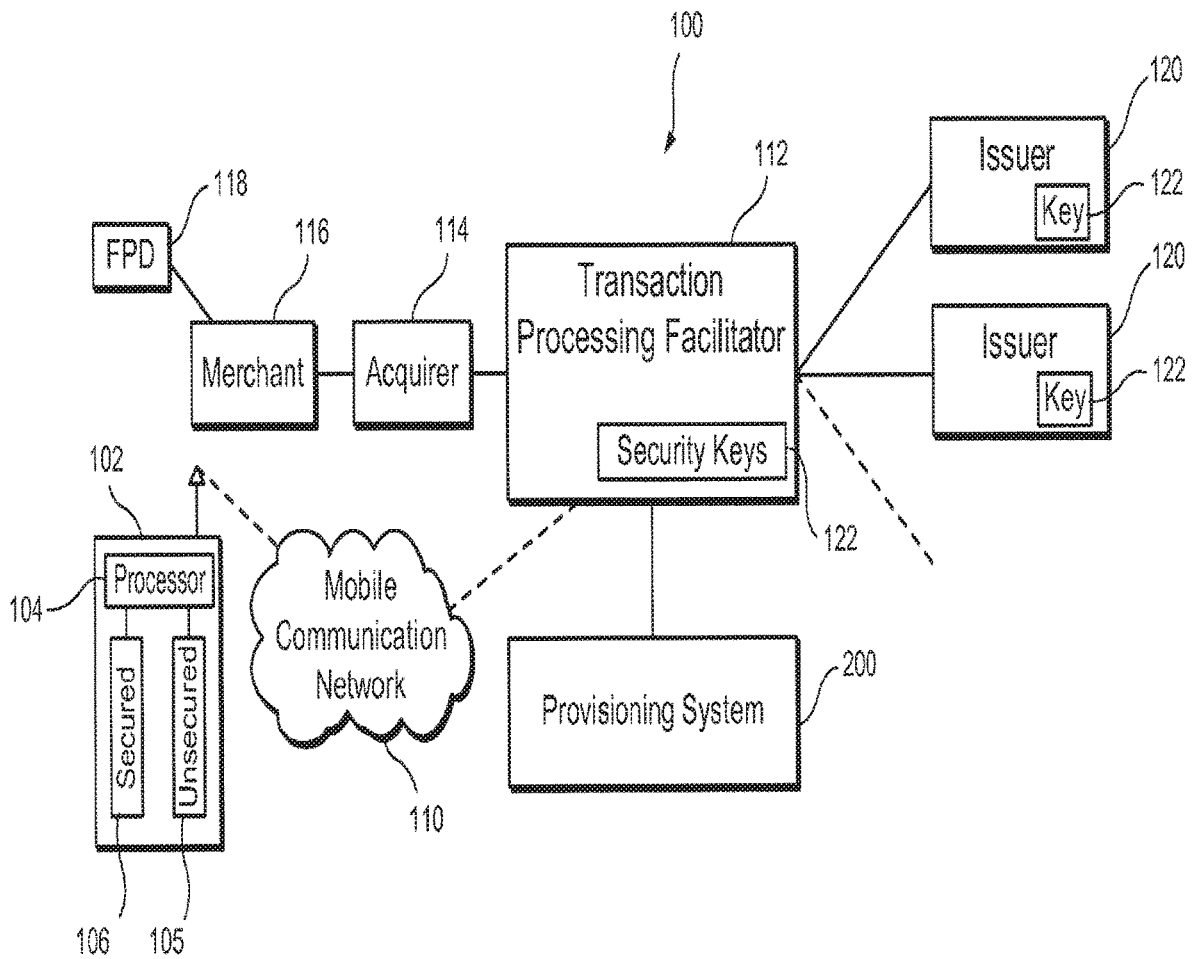 100
120
Issuer
122
Key
112
118
FPD
116
114
120
Transaction
Processing Facilitator
Issuer
122
Key
Merchant
Acquirer
Security Keys
102
122
Processor
104
Mobile
Communication
Network
Secured
Unsecured
200
Provisioning System
110
106
105